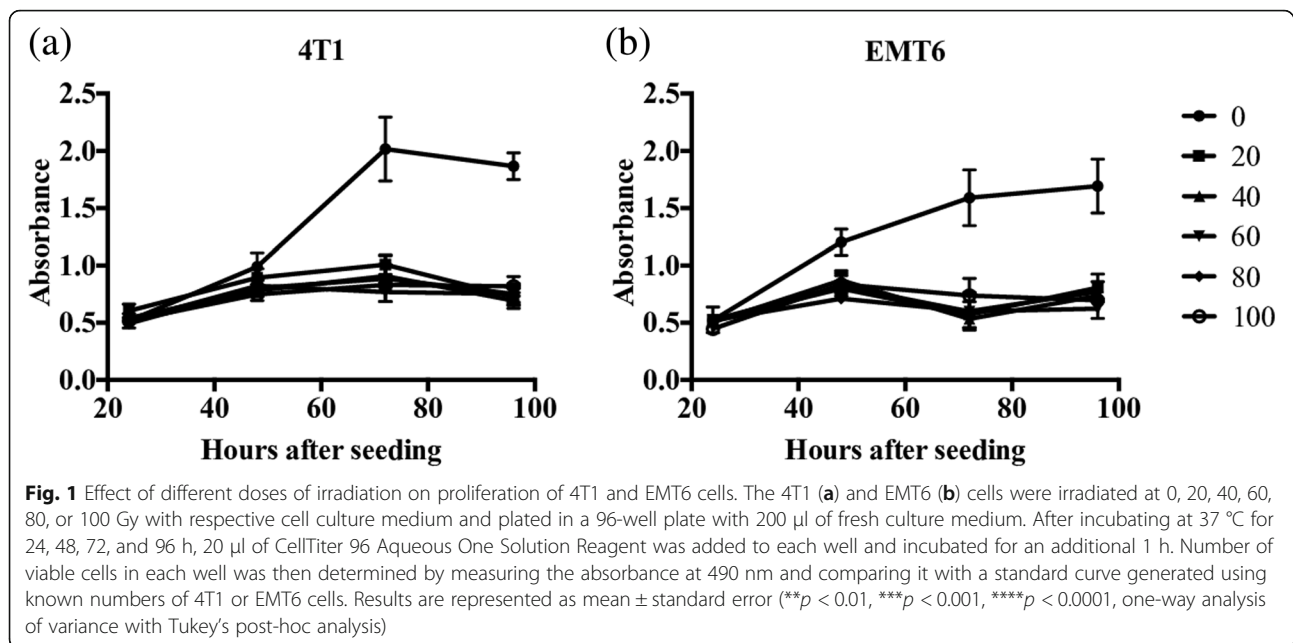 (a)
4T1
2.5
2.0
1.5
1.0
0.5
0.0
Absorbance
20 40 60 80 100
Hours after seeding
(b)
EMT6
2.5
2.0
1.5
1.0
0.5
0.0
Absorbance
20 40 60 80 100
Hours after seeding
0
20
40
60
80
100
Fig. 1 Effect of different doses of irradiation on proliferation of 4T1 and EMT6 cells. The 4T1 (a) and EMT6 (b) cells were irradiated at 0, 20, 40, 60,
80, or 100 Gy with respective cell culture medium and plated in a 96-well plate with 200 μl of fresh culture medium. After incubating at 37 °C for
24, 48, 72, and 96 h, 20 μl of CellTiter 96 Aqueous One Solution Reagent was added to each well and incubated for an additional 1 h. Number of
viable cells in each well was then determined by measuring the absorbance at 490 nm and comparing it with a standard curve generated using
known numbers of 4T1 or EMT6 cells. Results are represented as mean ± standard error (**p < 0.01, ***p < 0.001, ****p < 0.0001, one-way analysis
of variance with Tukey's post-hoc analysis)